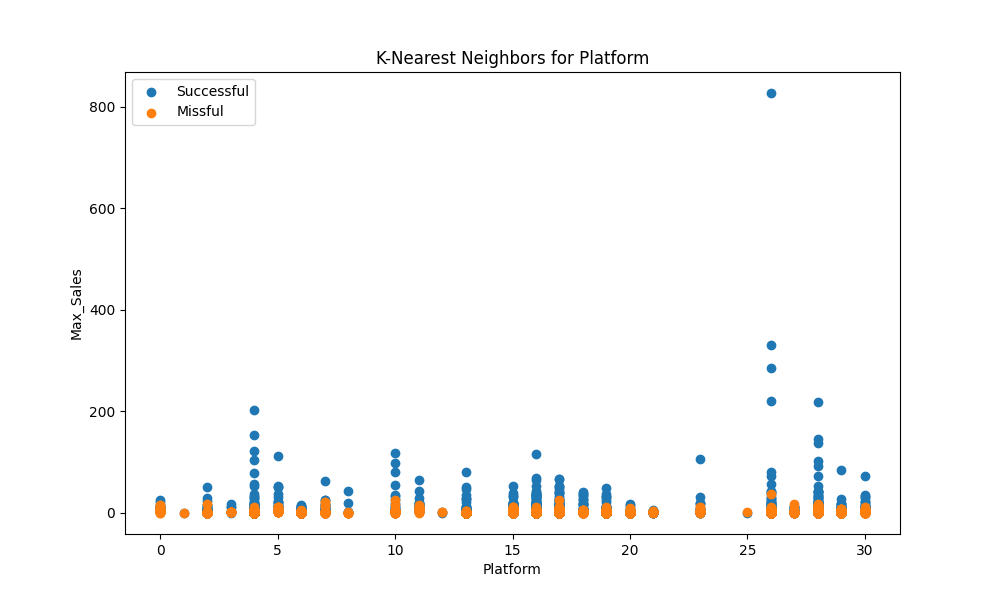 K-Nearest Neighbors for Platform
Successful
Missful
800
600
400
200
0
Max_Sales
0 5 10 15 20 25 30
Platform